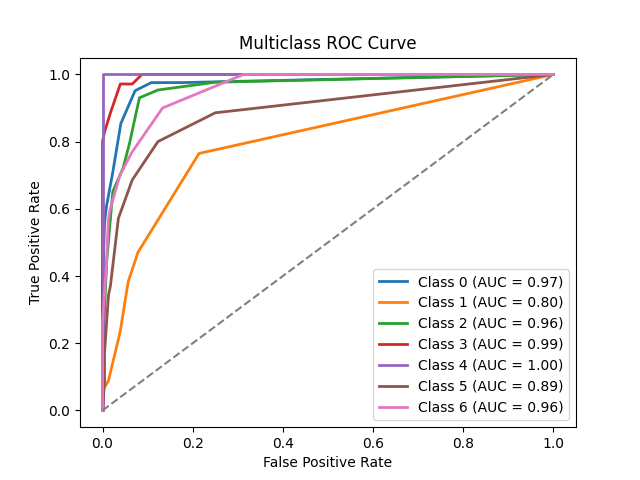 Multiclass ROC Curve
True Positive Rate
1.0
0.8
0.6
0.4
0.2
0.0
Class 0 (AUC = 0.97)
Class 1 (AUC = 0.80)
Class 2 (AUC = 0.96)
Class 3 (AUC = 0.99)
Class 4 (AUC = 1.00)
Class 5 (AUC = 0.89)
Class 6 (AUC = 0.96)
0.0 0.2 0.4 0.6 0.8 1.0
False Positive Rate